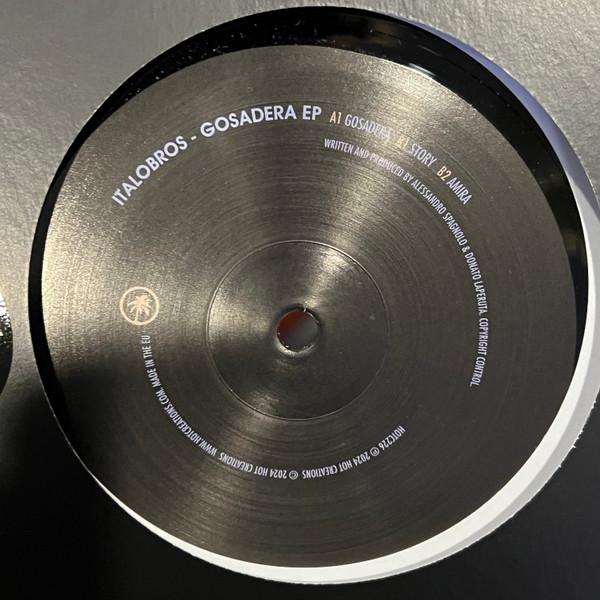 ITALOBROS - GOSADERA EP A1 GOSADERA B1 STORY B2 AMIRA
WRITTEN AND PRODUCED BY ALESSANDRO SPAGNOLO & DONATO LAPERUTA. COPYRIGHT CONTROL.
HOTC226 ℗ 2024 HOT CREATIONS © 2024 HOT CREATIONS WWW.HOTCREATIONS.COM. MADE IN THE EU